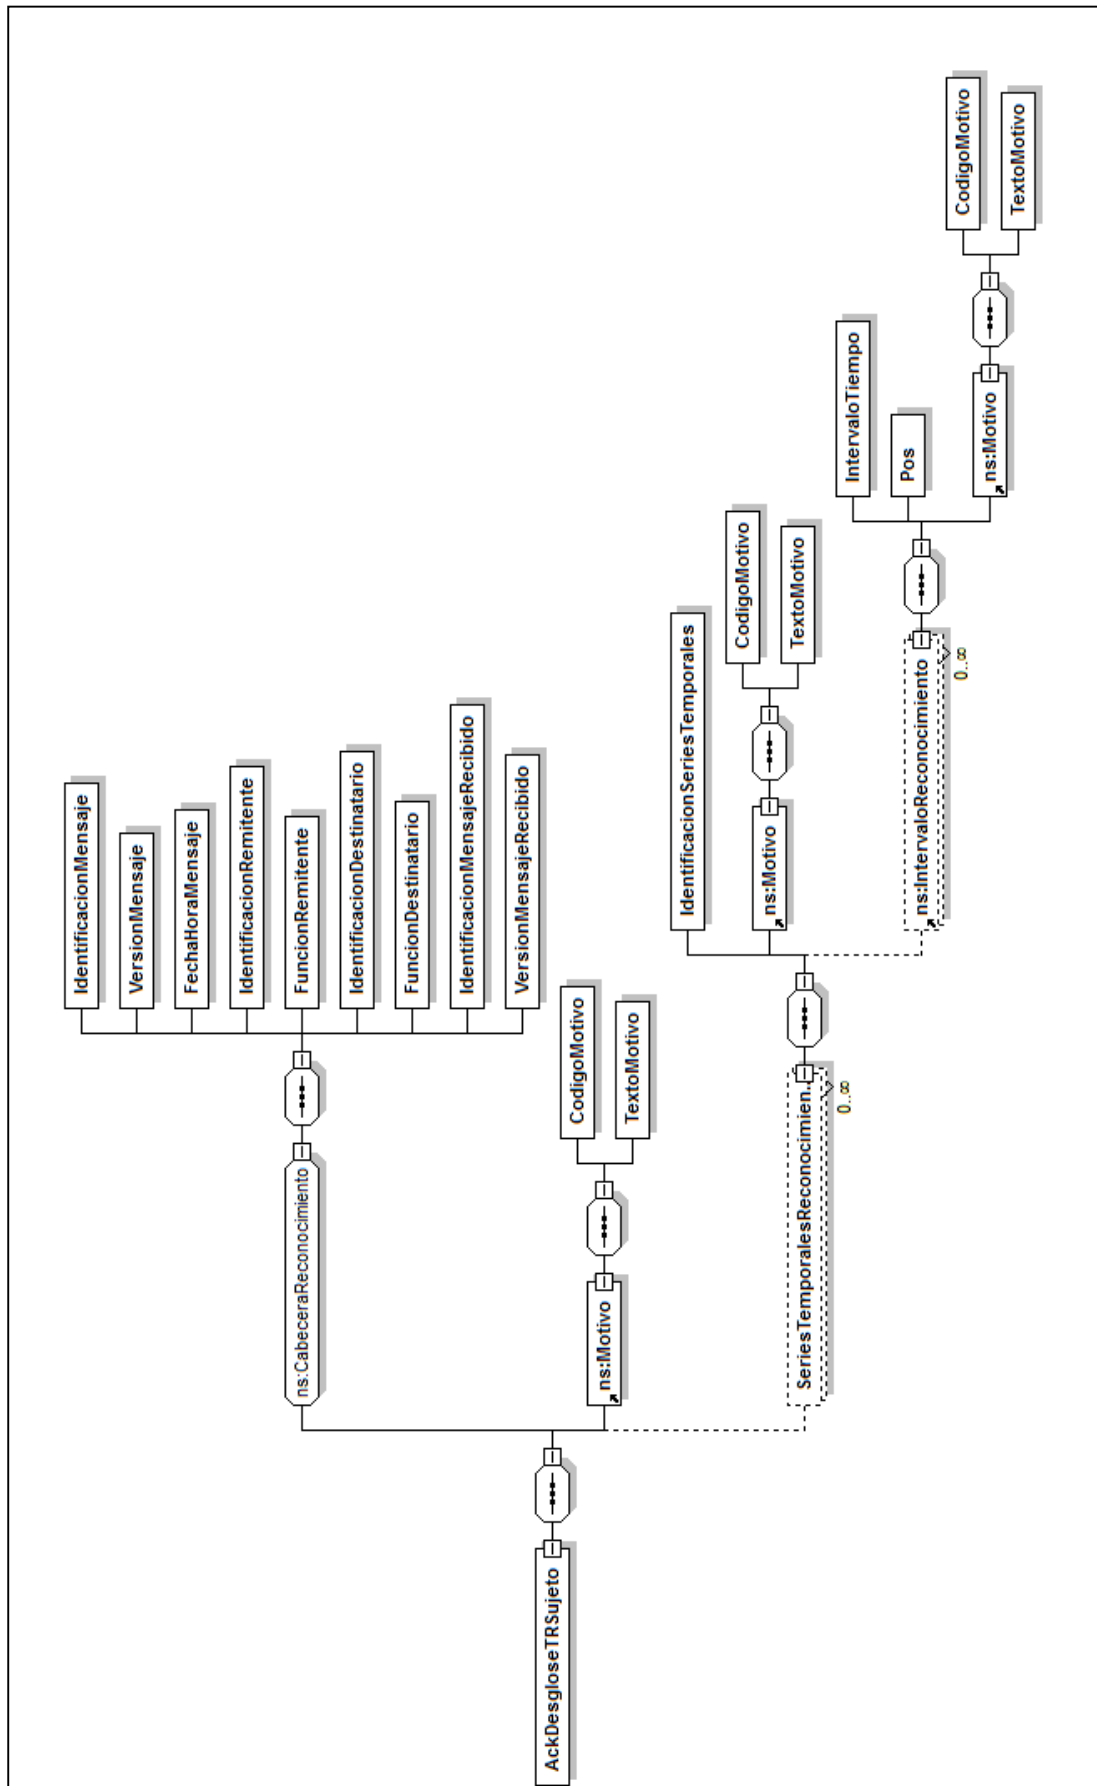 AckDesgloseTRSujeto
ns:CabeceraReconocimiento
IdentificacionMensaje
VersionMensaje
FechaHoraMensaje
IdentificacionRemitente
FuncionRemitente
IdentificacionDestinatario
FuncionDestinatario
IdentificacionMensajeRecibido
VersionMensajeRecibido
ns:Motivo
CodigoMotivo
TextoMotivo
SeriesTemporalesReconocimien...
0..∞
IdentificacionSeriesTemporales
ns:Motivo
CodigoMotivo
TextoMotivo
ns:IntervaloReconocimiento
0..∞
IntervaloTiempo
Pos
ns:Motivo
CodigoMotivo
TextoMotivo